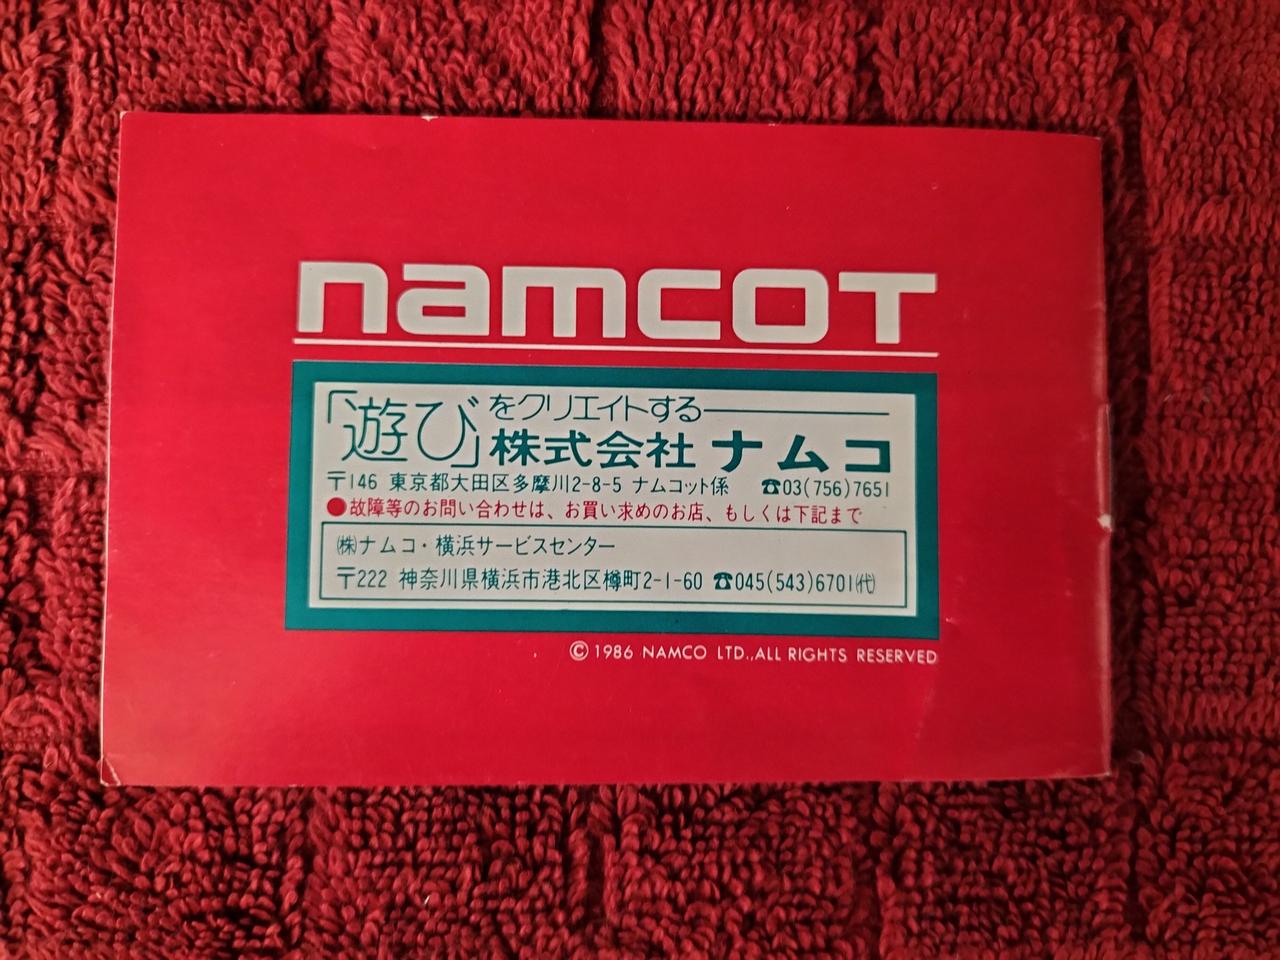 namcot
「遊び」をクリエイトする
株式会社ナムコ
〒146 東京都大田区多摩川2-8-5 ナムコット係 ☎03(756)7651
●故障等のお問い合わせは、お買い求めのお店、もしくは下記まで
㈱ナムコ・横浜サービスセンター
〒222 神奈川県横浜市港北区樽町2-1-60 ☎045(543)6701㈹
©1986 NAMCO LTD.,ALL RIGHTS RESERVED